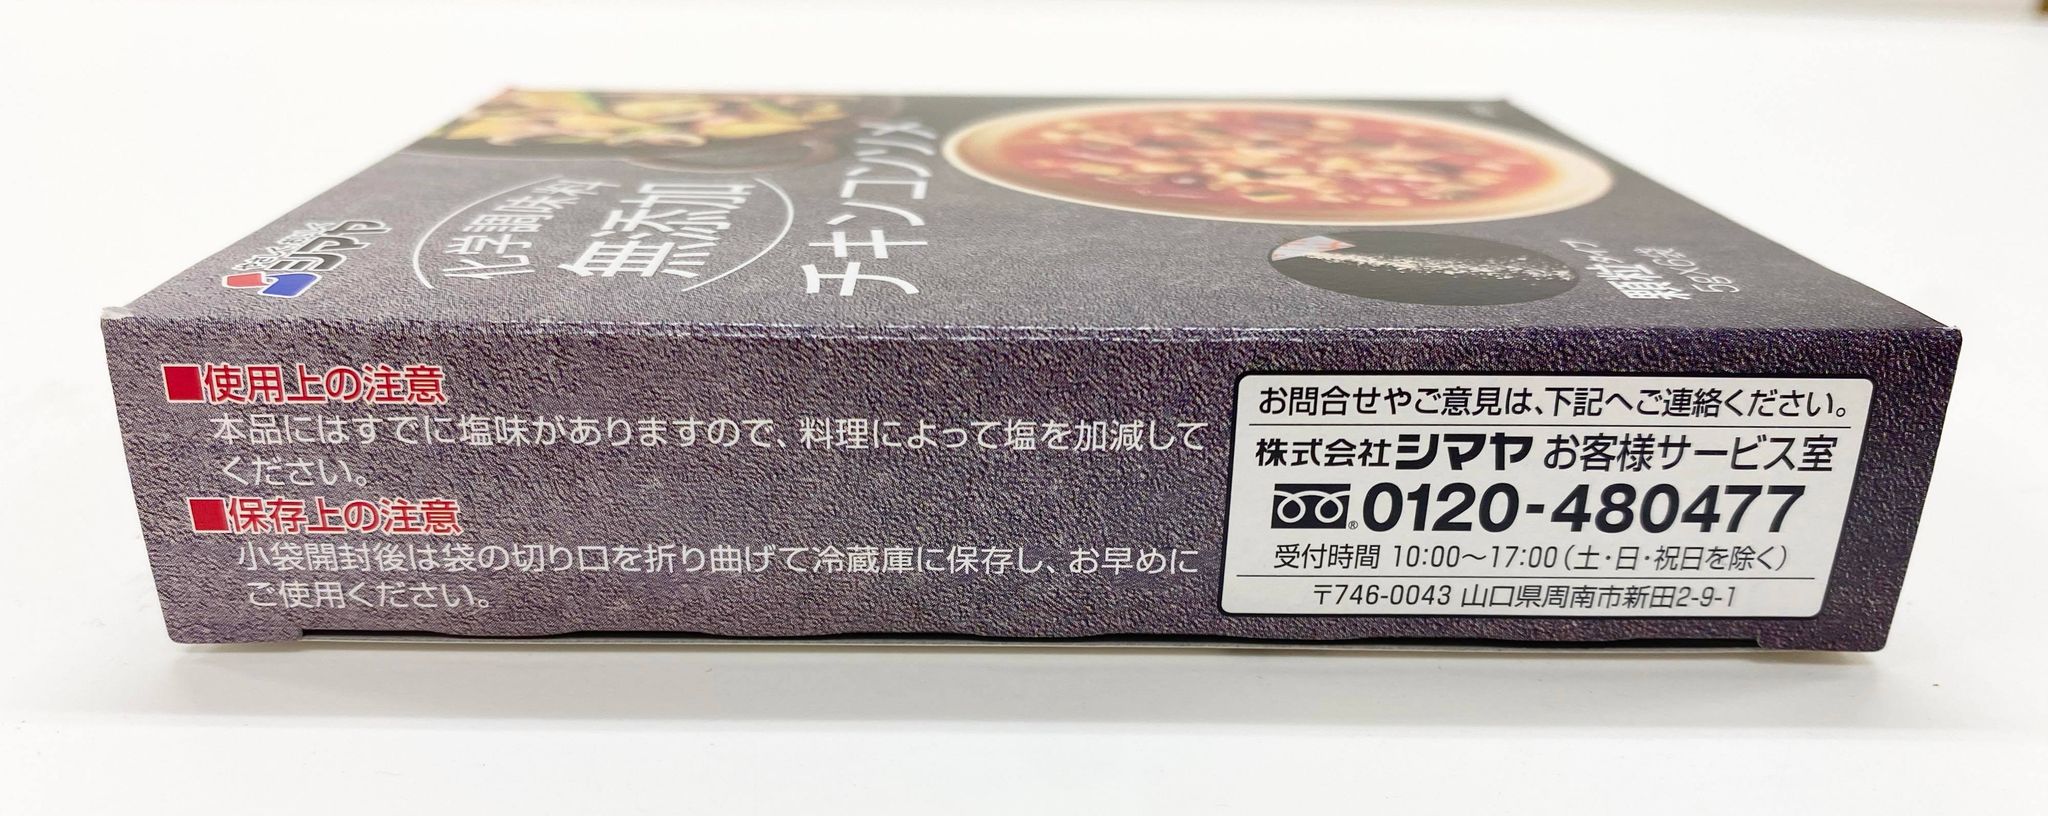 シマヤ
化学調味料
無添加
チキンコンソメ
顆粒タイプ
■使用上の注意
本品にはすでに塩味がありますので、料理によって塩を加減して
ください。
■保存上の注意
小袋開封後は袋の切り口を折り曲げて冷蔵庫に保存し、お早めに
ご使用ください。
お問合せやご意見は、下記へご連絡ください。
株式会社シマヤ お客様サービス室
0120-480477
受付時間 10:00～17:00(土・日・祝日を除く)
〒746-0043 山口県周南市新田2-9-1